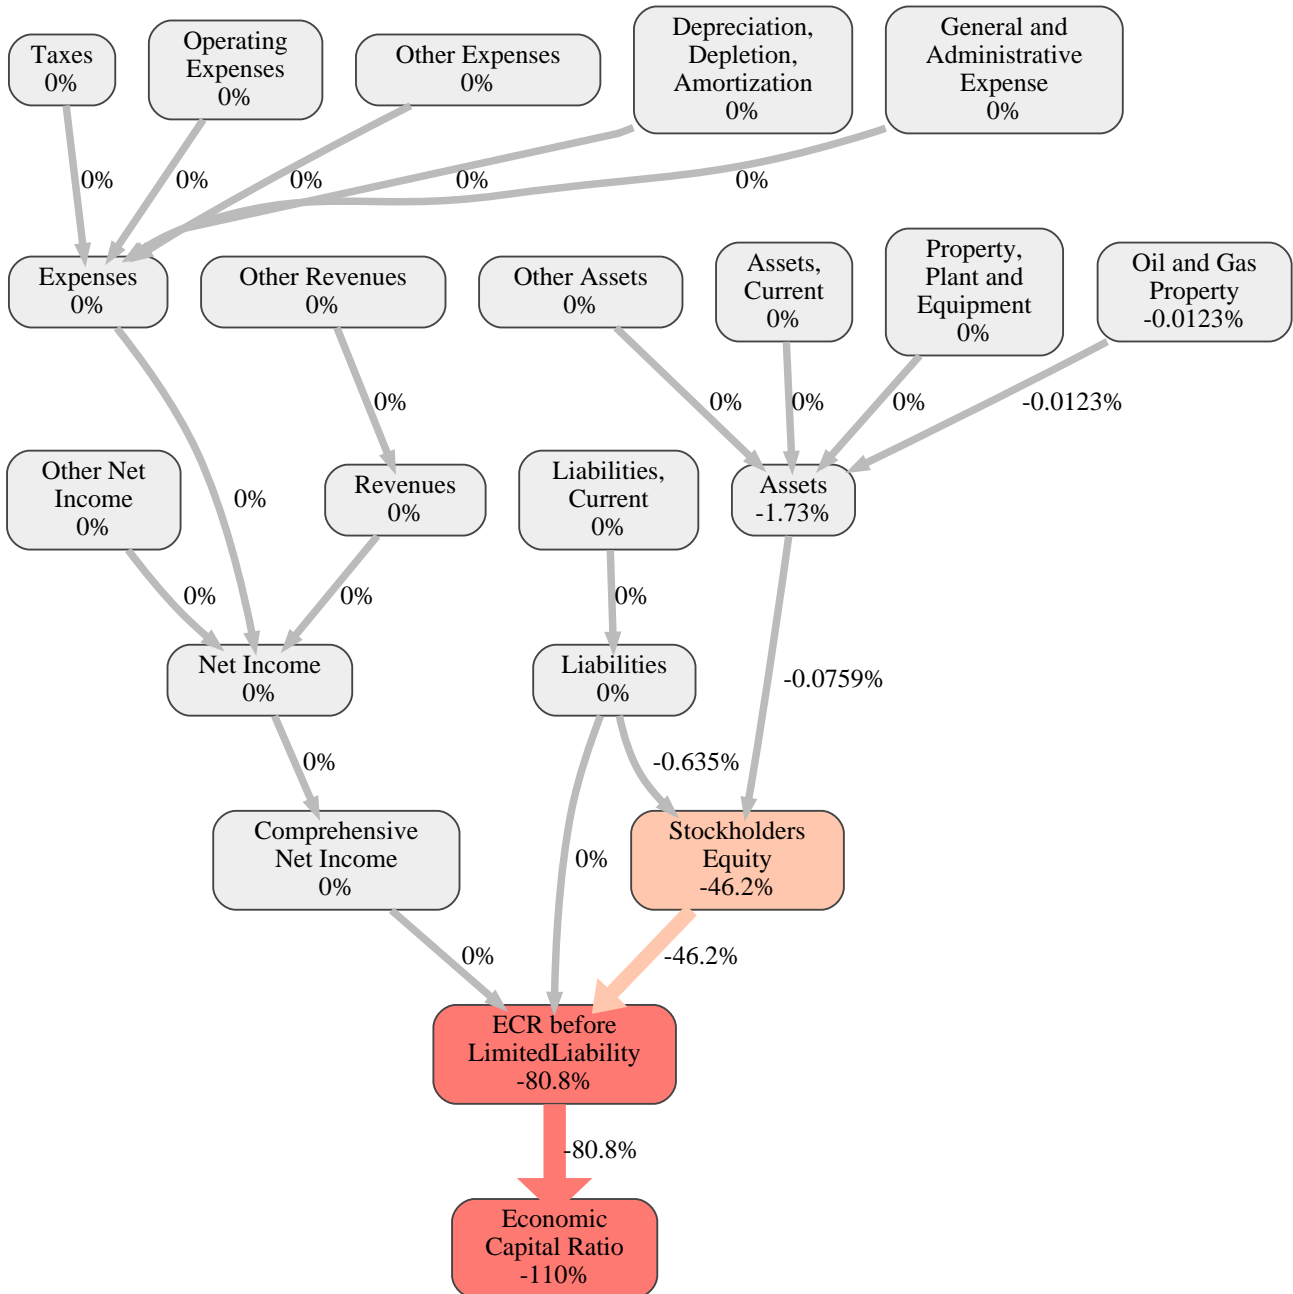 Taxes
0%
Operating
Expenses
0%
Other Expenses
0%
Depreciation,
Depletion,
Amortization
0%
General and
Administrative
Expense
0%
0%
0%
0%
0%
0%
Expenses
0%
Other Revenues
0%
Other Assets
0%
Assets,
Current
0%
Property,
Plant and
Equipment
0%
Oil and Gas
Property
-0.0123%
0%
0%
0%
0%
-0.0123%
Other Net
Income
0%
0%
Revenues
0%
Liabilities,
Current
0%
Assets
-1.73%
0%
0%
0%
Net Income
0%
Liabilities
0%
-0.0759%
0%
-0.635%
Comprehensive
Net Income
0%
0%
Stockholders
Equity
-46.2%
0%
-46.2%
ECR before
LimitedLiability
-80.8%
-80.8%
Economic
Capital Ratio
-110%